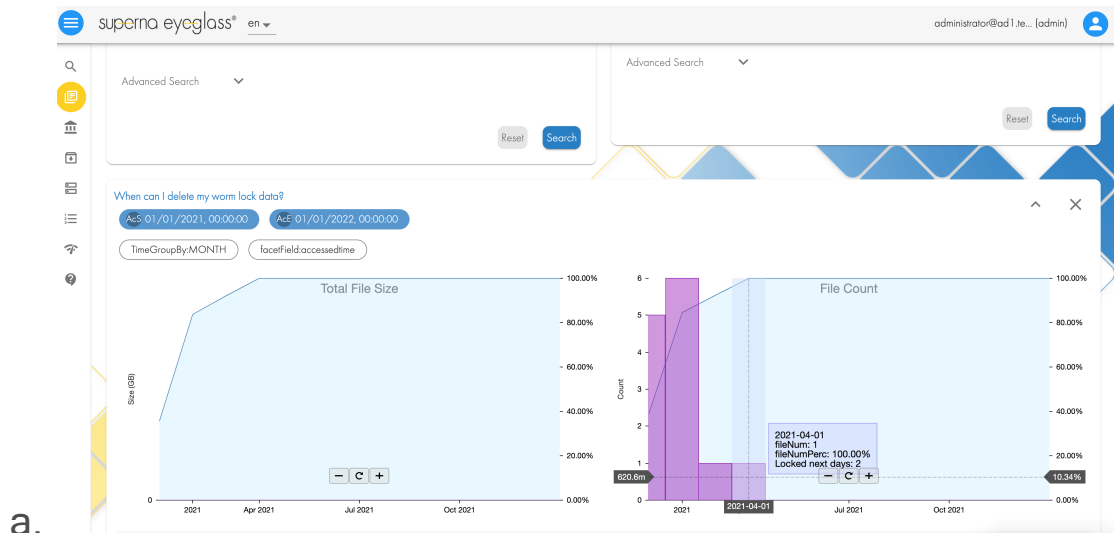 superna eyeglass® en
administrator@ad1.te... (admin)
Advanced Search
Advanced Search
Reset Search
Reset Search
When can I delete my worm lock data?
AcS 01/01/2021, 00:00:00 AcE 01/01/2022, 00:00:00
TimeGroupBy:MONTH facetField:accessedtime
Total File Size
Size (GB)
0
100.00%
80.00%
60.00%
40.00%
20.00%
0.00%
2021 Apr 2021 Jul 2021 Oct 2021
− +
File Count
Count
6
5
4
3
2
1
0
620.6m
100.00%
80.00%
60.00%
40.00%
20.00%
10.34%
0.00%
2021-04-01
fileNum: 1
fileNumPerc: 100.00%
Locked next days: 2
− +
2021 2021-04-01 Jul 2021 Oct 2021
a.